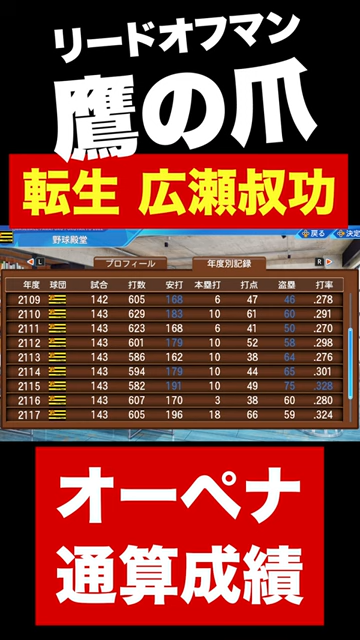 リードオフマン
鷹の爪
転生 広瀬叔功
野球殿堂
戻る 決定
L プロフィール 年度別記録 R
年度 球団 試合 打数 安打 本塁打 打点 盗塁 打率
2109 142 605 168 6 47 46 .278
2110 143 629 183 10 61 60 .291
2111 143 623 168 6 41 50 .270
2112 143 601 179 10 52 58 .298
2113 143 586 162 10 38 64 .276
2114 143 594 179 10 44 65 .301
2115 143 582 191 10 49 75 .328
2116 143 607 170 3 38 60 .280
2117 143 605 196 18 66 59 .324
オーペナ
通算成績